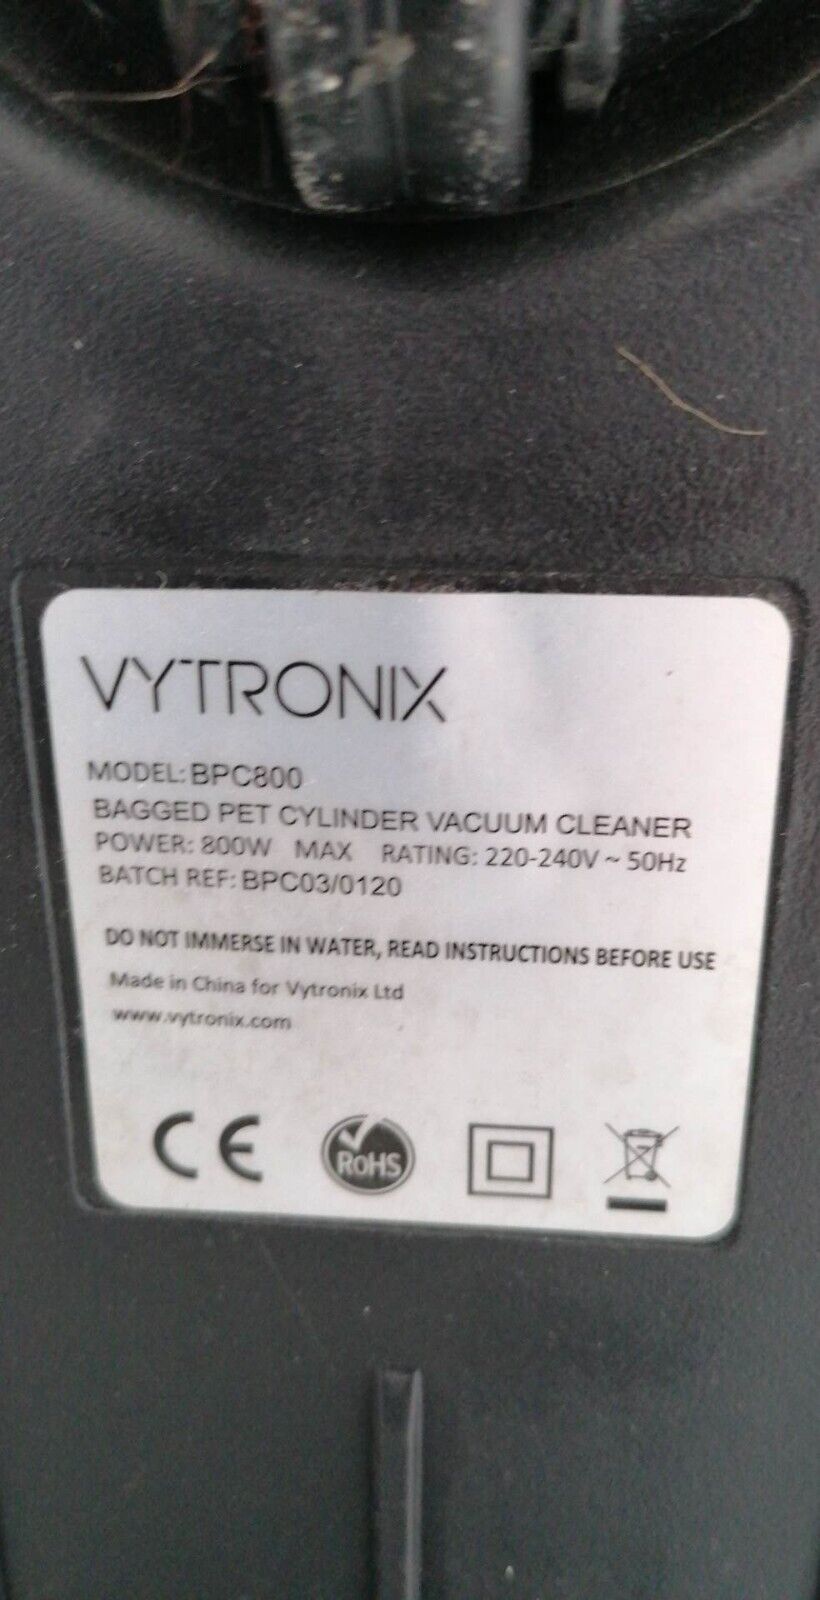 VYTRONIX
MODEL: BPC800
BAGGED PET CYLINDER VACUUM CLEANER
POWER: 800W MAX RATING: 220-240V ~ 50Hz
BATCH REF: BPC03/0120
DO NOT IMMERSE IN WATER, READ INSTRUCTIONS BEFORE USE
Made in China for Vytronix Ltd
www.vytronix.com
CE RoHS